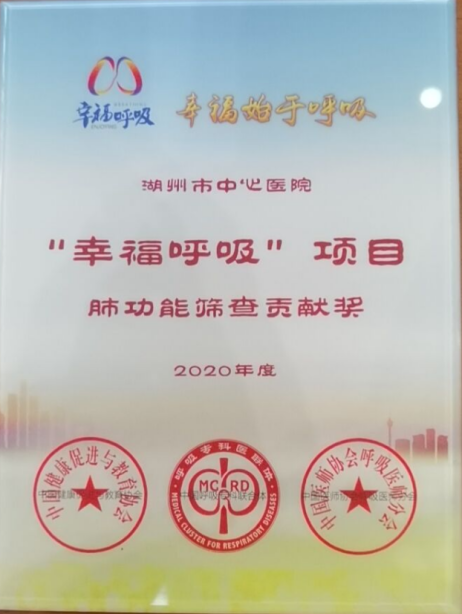 幸福呼吸 幸福始于呼吸
湖州市中心医院
“幸福呼吸”项目
肺功能筛查贡献奖
2020年度
中国健康促进与教育协会
呼吸专科医联体
MC RD
MEDICAL CLUSTER FOR RESPIRATORY DISEASES
中国医师协会呼吸医师分会